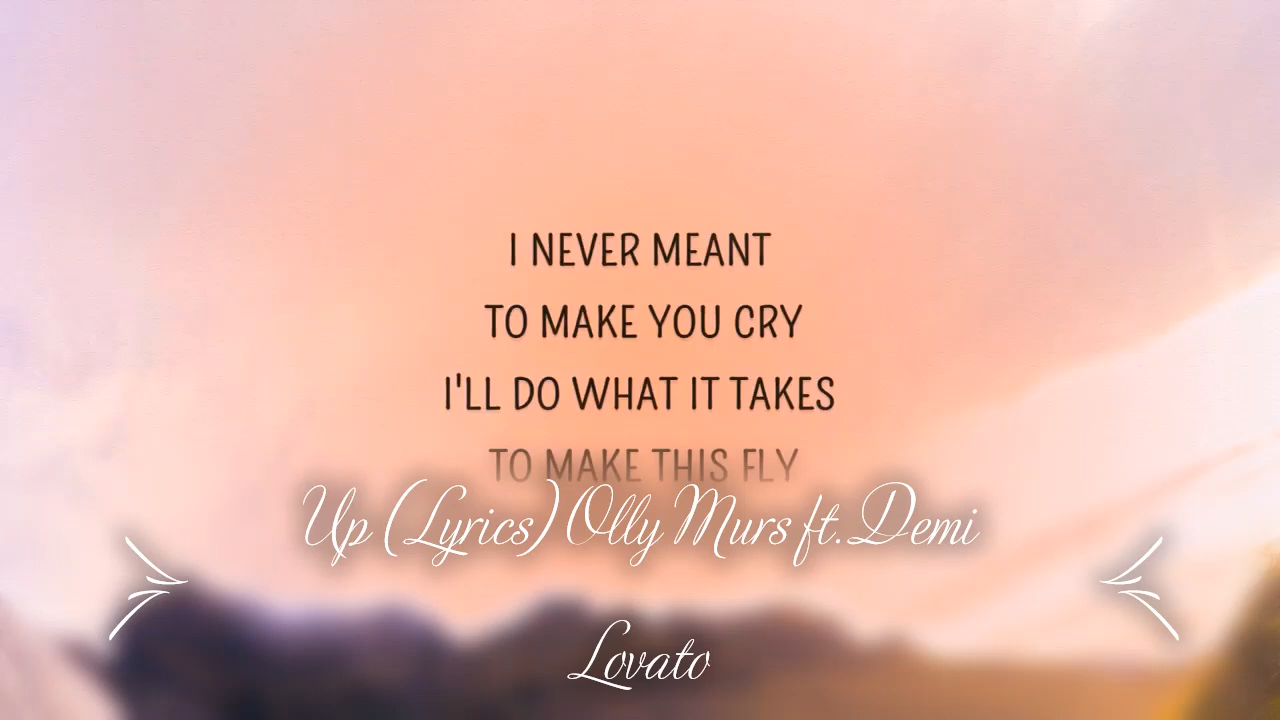 I NEVER MEANT
TO MAKE YOU CRY
I'LL DO WHAT IT TAKES
TO MAKE THIS FLY
Up (Lyrics) Olly Murs ft. Demi
Lovato